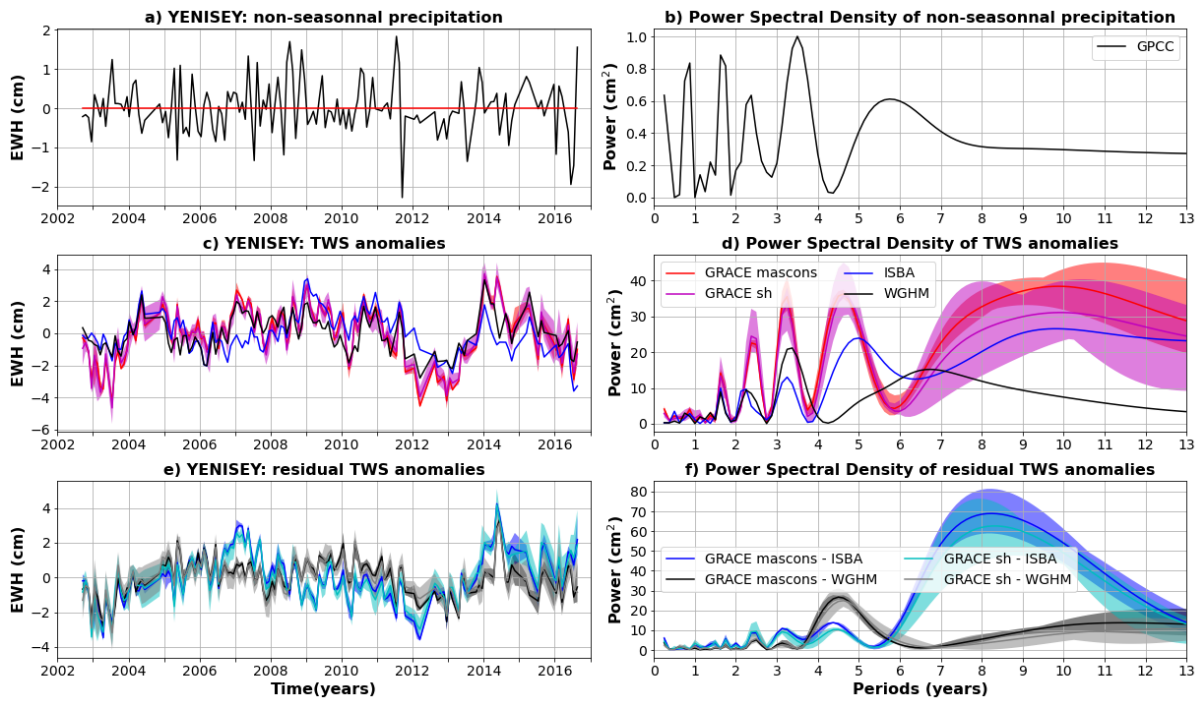 a) YENISEY: non-seasonnal precipitation
EWH (cm)
2
1
0
−1
−2
2002 2004 2006 2008 2010 2012 2014 2016
b) Power Spectral Density of non-seasonnal precipitation
Power (cm²)
1.0
0.8
0.6
0.4
0.2
0.0
GPCC
0 1 2 3 4 5 6 7 8 9 10 11 12 13
c) YENISEY: TWS anomalies
EWH (cm)
4
2
0
−2
−4
−6
2002 2004 2006 2008 2010 2012 2014 2016
d) Power Spectral Density of TWS anomalies
Power (cm²)
40
30
20
10
0
GRACE mascons ISBA
GRACE sh WGHM
0 1 2 3 4 5 6 7 8 9 10 11 12 13
e) YENISEY: residual TWS anomalies
EWH (cm)
4
2
0
−2
−4
2002 2004 2006 2008 2010 2012 2014 2016
Time(years)
f) Power Spectral Density of residual TWS anomalies
Power (cm²)
80
70
60
50
40
30
20
10
0
GRACE mascons - ISBA GRACE sh - ISBA
GRACE mascons - WGHM GRACE sh - WGHM
0 1 2 3 4 5 6 7 8 9 10 11 12 13
Periods (years)